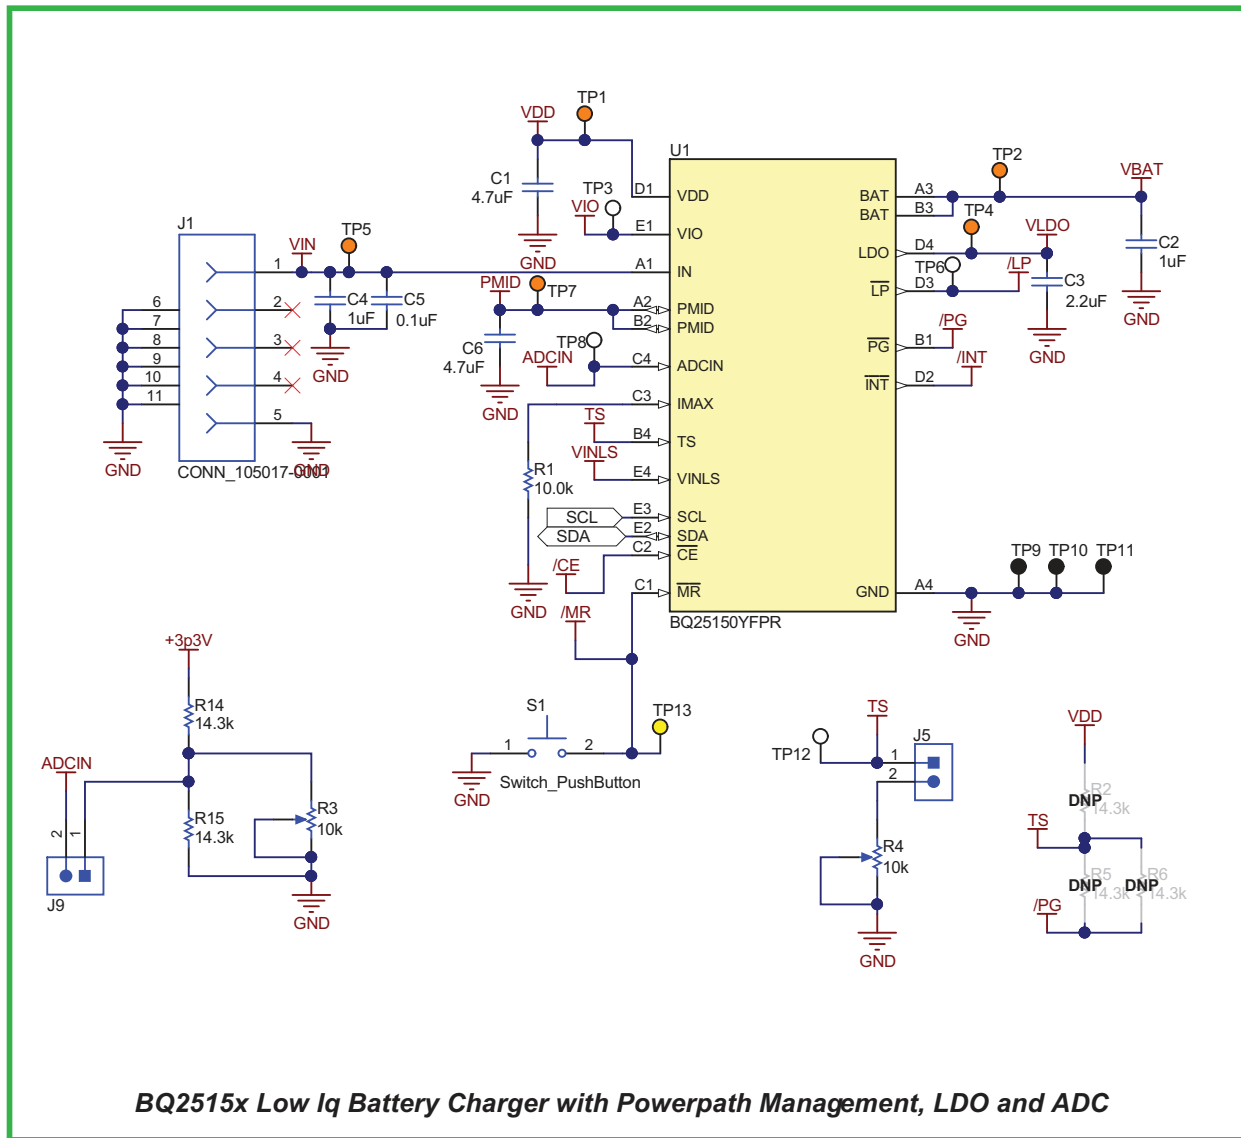 VDD
TP1
C1
4.7uF
GND
TP3
VIO
U1
D1
VDD
E1
VIO
A1
IN
A2
PMID
B2
PMID
C4
ADCIN
C3
IMAX
B4
TS
E4
VINLS
E3
SCL
E2
SDA
C2
CE
C1
MR
BAT
A3
BAT
B3
LDO
D4
LP
D3
PG
B1
INT
D2
GND
A4
BQ25150YFPR
TP2
VBAT
TP4
VLDO
TP6
/LP
C2
1uF
GND
C3
2.2uF
GND
/PG
/INT
J1
1
2
3
4
5
6
7
8
9
10
11
GND
GND
CONN_105017-0001
VIN
TP5
C4
1uF
C5
0.1uF
GND
PMID
TP7
C6
4.7uF
GND
TP8
ADCIN
TS
VINLS
R1
10.0k
GND
SCL
SDA
/CE
/MR
TP9 TP10 TP11
GND
S1
1
2
Switch_PushButton
GND
TP13
+3p3V
R14
14.3k
ADCIN
2
1
J9
R15
14.3k
R3
10k
GND
TS
TP12
J5
1
2
R4
10k
GND
VDD
R2
DNP
14.3k
TS
R5
DNP
14.3k
R6
DNP
14.3k
/PG
BQ2515x Low Iq Battery Charger with Powerpath Management, LDO and ADC